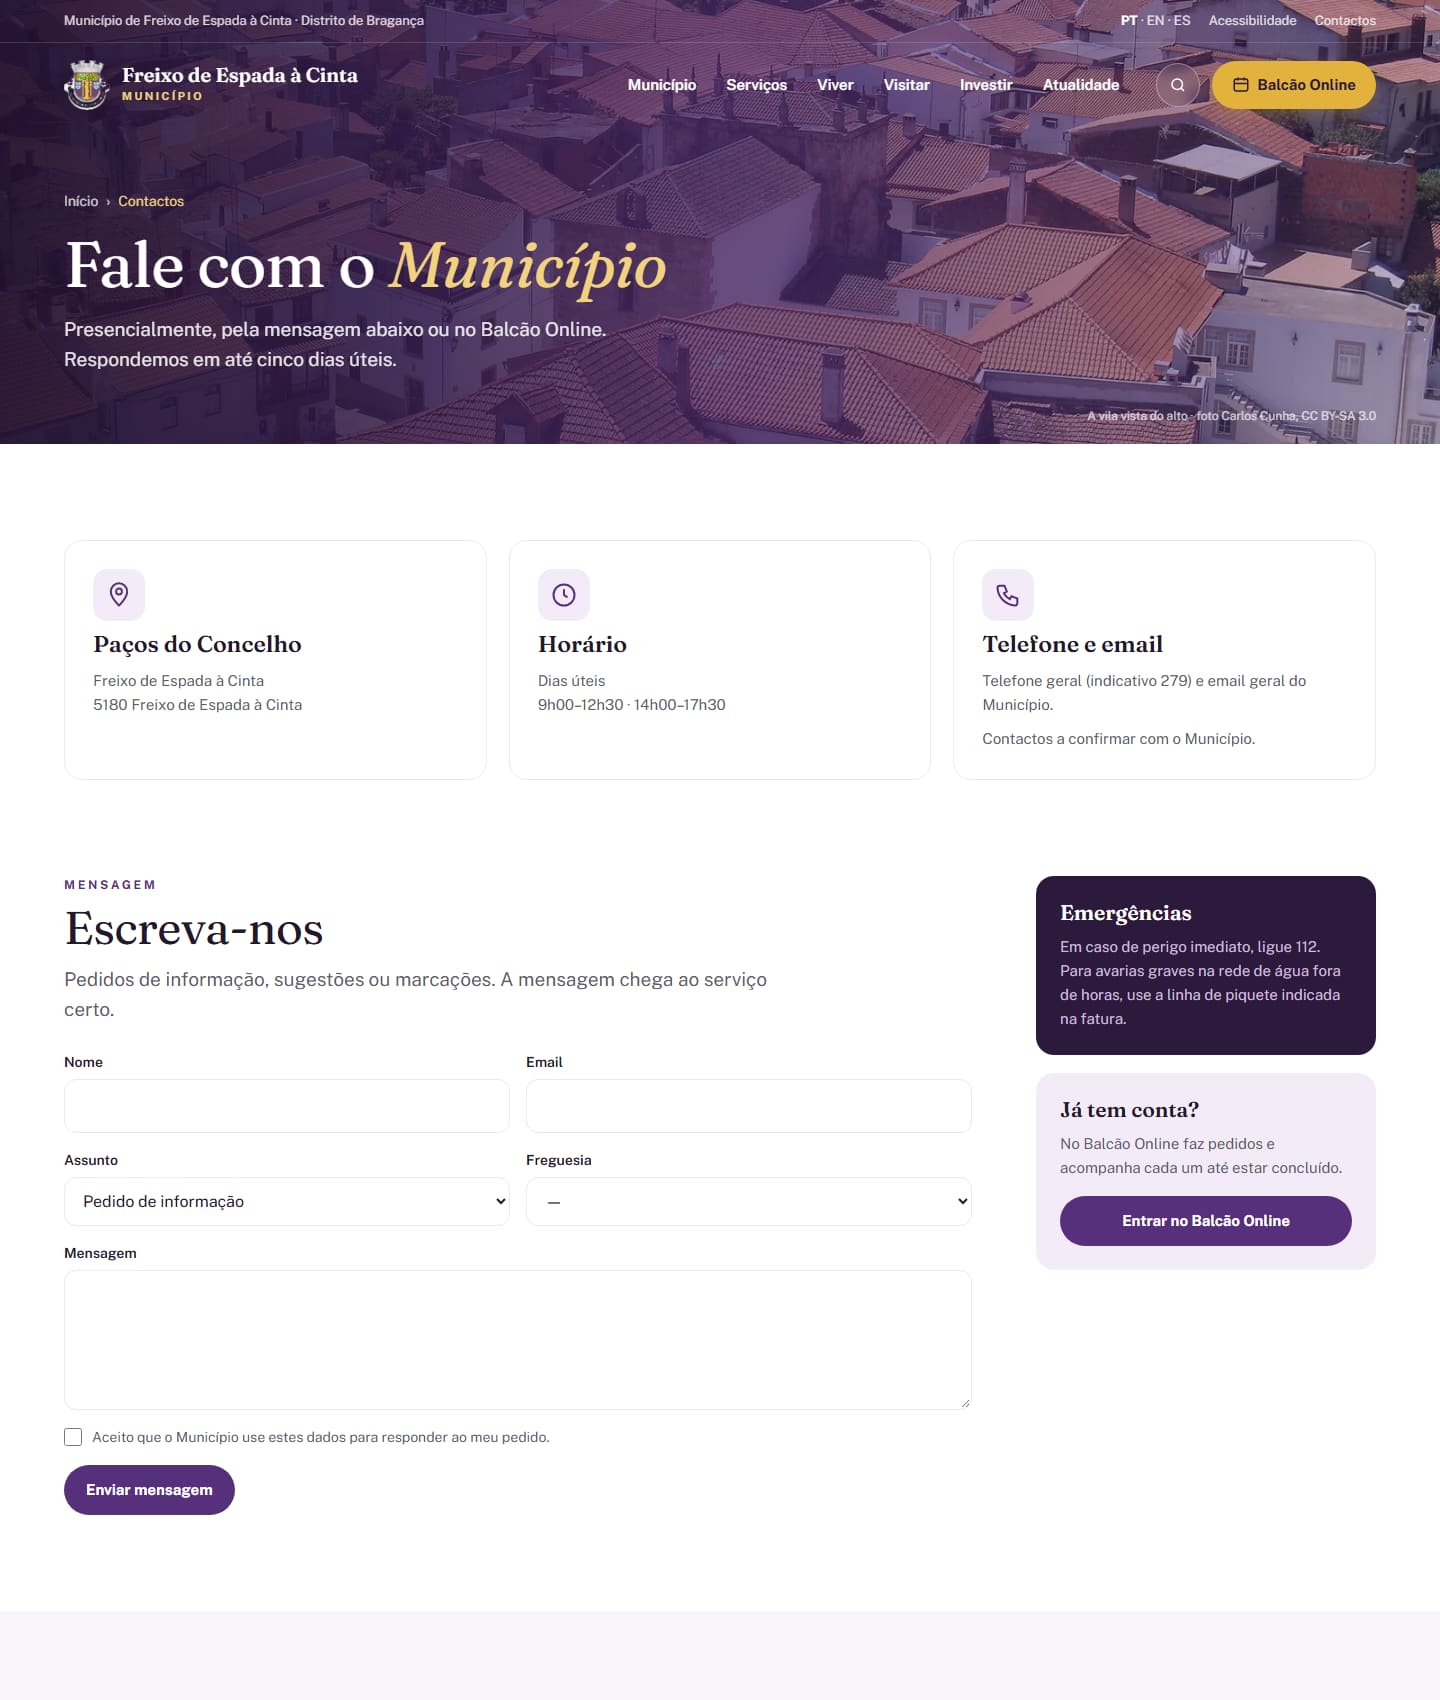 Município de Freixo de Espada à Cinta · Distrito de Bragança
PT · EN · ES Acessibilidade Contactos
Freixo de Espada à Cinta
MUNICÍPIO
Município Serviços Viver Visitar Investir Atualidade Balcão Online
Início › Contactos
Fale com o Município
Presencialmente, pela mensagem abaixo ou no Balcão Online.
Respondemos em até cinco dias úteis.
A vila vista do alto · foto Carlos Cunha, CC BY-SA 3.0
Paços do Concelho
Freixo de Espada à Cinta
5180 Freixo de Espada à Cinta
Horário
Dias úteis
9h00–12h30 · 14h00–17h30
Telefone e email
Telefone geral (indicativo 279) e email geral do
Município.
Contactos a confirmar com o Município.
MENSAGEM
Escreva-nos
Pedidos de informação, sugestões ou marcações. A mensagem chega ao serviço
certo.
Nome
Email
Assunto
Freguesia
Pedido de informação
—
Mensagem
Aceito que o Município use estes dados para responder ao meu pedido.
Enviar mensagem
Emergências
Em caso de perigo imediato, ligue 112.
Para avarias graves na rede de água fora
de horas, use a linha de piquete indicada
na fatura.
Já tem conta?
No Balcão Online faz pedidos e
acompanha cada um até estar concluído.
Entrar no Balcão Online